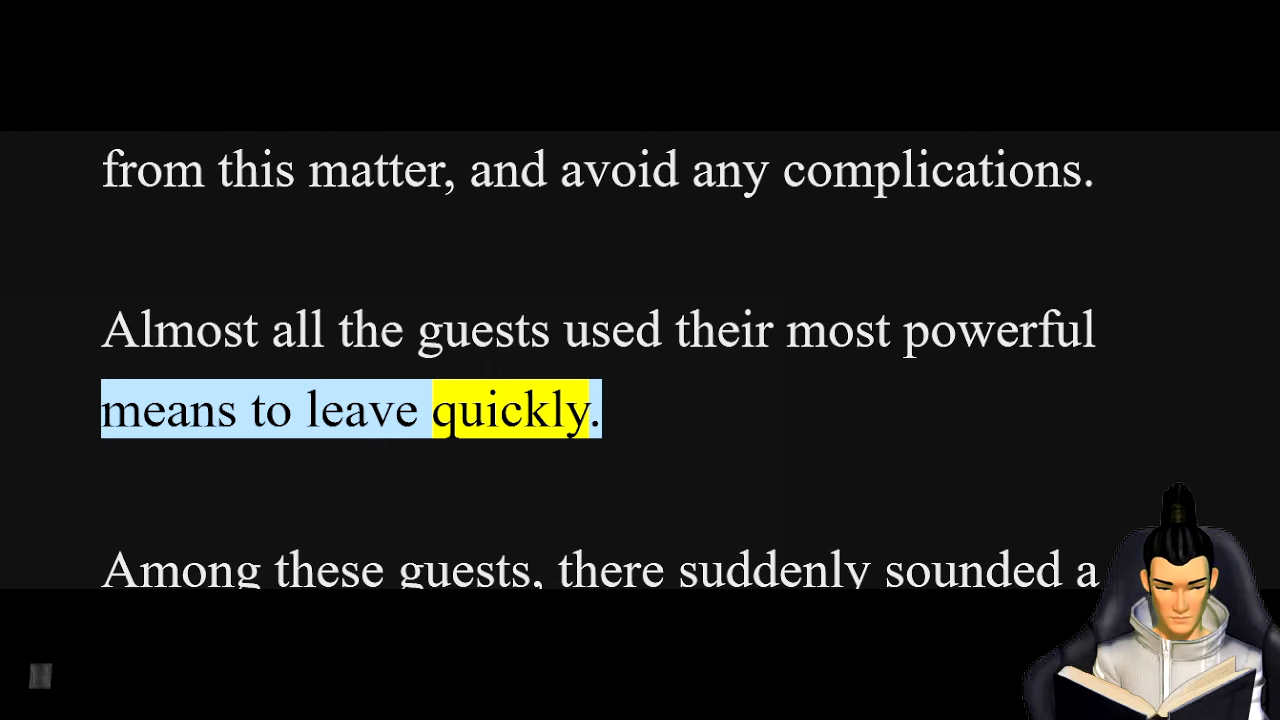 from this matter, and avoid any complications.
Almost all the guests used their most powerful
means to leave quickly.
Among these guests, there suddenly sounded a